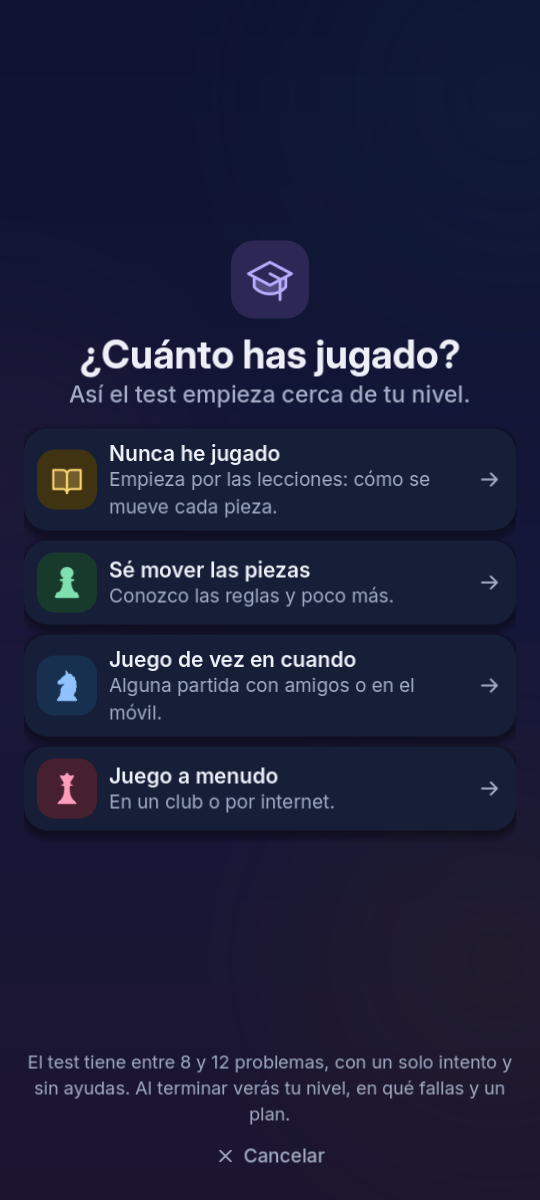 ¿Cuánto has jugado?
Así el test empieza cerca de tu nivel.
Nunca he jugado
Empieza por las lecciones: cómo se
mueve cada pieza.
Sé mover las piezas
Conozco las reglas y poco más.
Juego de vez en cuando
Alguna partida con amigos o en el
móvil.
Juego a menudo
En un club o por internet.
El test tiene entre 8 y 12 problemas, con un solo intento y
sin ayudas. Al terminar verás tu nivel, en qué fallas y un
plan.
Cancelar